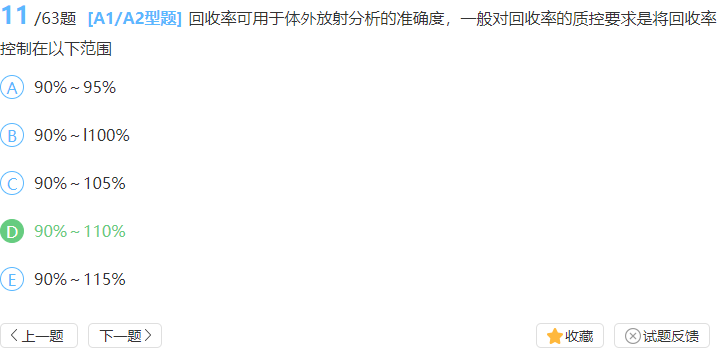 11 /63题 [A1/A2型题] 回收率可用于体外放射分析的准确度，一般对回收率的质控要求是将回收率
控制在以下范围
A 90%～95%
B 90%～l100%
C 90%～105%
D 90%～110%
E 90%～115%
上一题 下一题 收藏 试题反馈